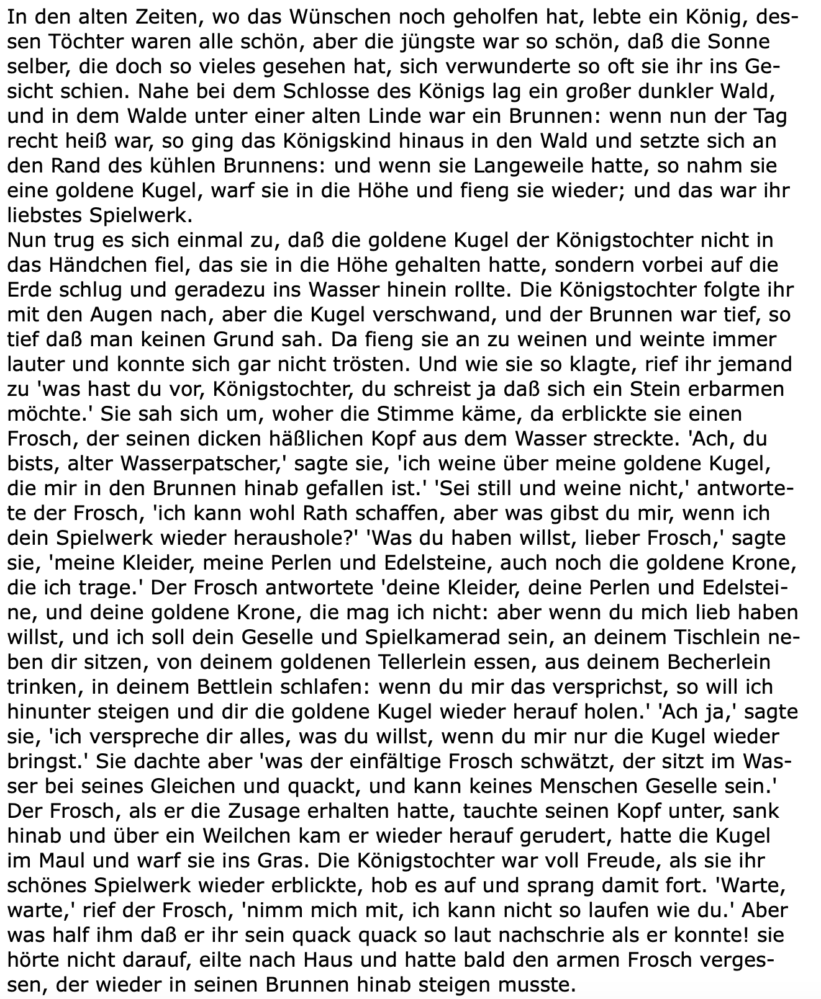 In den alten Zeiten, wo das Wünschen noch geholfen hat, lebte ein König, des-
sen Töchter waren alle schön, aber die jüngste war so schön, daß die Sonne
selber, die doch so vieles gesehen hat, sich verwunderte so oft sie ihr ins Ge-
sicht schien. Nahe bei dem Schlosse des Königs lag ein großer dunkler Wald,
und in dem Walde unter einer alten Linde war ein Brunnen: wenn nun der Tag
recht heiß war, so ging das Königskind hinaus in den Wald und setzte sich an
den Rand des kühlen Brunnens: und wenn sie Langeweile hatte, so nahm sie
eine goldene Kugel, warf sie in die Höhe und fieng sie wieder; und das war ihr
liebstes Spielwerk.
Nun trug es sich einmal zu, daß die goldene Kugel der Königstochter nicht in
das Händchen fiel, das sie in die Höhe gehalten hatte, sondern vorbei auf die
Erde schlug und geradezu ins Wasser hinein rollte. Die Königstochter folgte ihr
mit den Augen nach, aber die Kugel verschwand, und der Brunnen war tief, so
tief daß man keinen Grund sah. Da fieng sie an zu weinen und weinte immer
lauter und konnte sich gar nicht trösten. Und wie sie so klagte, rief ihr jemand
zu 'was hast du vor, Königstochter, du schreist ja daß sich ein Stein erbarmen
möchte.' Sie sah sich um, woher die Stimme käme, da erblickte sie einen
Frosch, der seinen dicken häßlichen Kopf aus dem Wasser streckte. 'Ach, du
bists, alter Wasserpatscher,' sagte sie, 'ich weine über meine goldene Kugel,
die mir in den Brunnen hinab gefallen ist.' 'Sei still und weine nicht,' antworte-
te der Frosch, 'ich kann wohl Rath schaffen, aber was gibst du mir, wenn ich
dein Spielwerk wieder heraushole?' 'Was du haben willst, lieber Frosch,' sagte
sie, 'meine Kleider, meine Perlen und Edelsteine, auch noch die goldene Krone,
die ich trage.' Der Frosch antwortete 'deine Kleider, deine Perlen und Edelstei-
ne, und deine goldene Krone, die mag ich nicht: aber wenn du mich lieb haben
willst, und ich soll dein Geselle und Spielkamerad sein, an deinem Tischlein ne-
ben dir sitzen, von deinem goldenen Tellerlein essen, aus deinem Becherlein
trinken, in deinem Bettlein schlafen: wenn du mir das versprichst, so will ich
hinunter steigen und dir die goldene Kugel wieder herauf holen.' 'Ach ja,' sagte
sie, 'ich verspreche dir alles, was du willst, wenn du mir nur die Kugel wieder
bringst.' Sie dachte aber 'was der einfältige Frosch schwätzt, der sitzt im Was-
ser bei seines Gleichen und quackt, und kann keines Menschen Geselle sein.'
Der Frosch, als er die Zusage erhalten hatte, tauchte seinen Kopf unter, sank
hinab und über ein Weilchen kam er wieder herauf gerudert, hatte die Kugel
im Maul und warf sie ins Gras. Die Königstochter war voll Freude, als sie ihr
schönes Spielwerk wieder erblickte, hob es auf und sprang damit fort. 'Warte,
warte,' rief der Frosch, 'nimm mich mit, ich kann nicht so laufen wie du.' Aber
was half ihm daß er ihr sein quack quack so laut nachschrie als er konnte! sie
hörte nicht darauf, eilte nach Haus und hatte bald den armen Frosch verges-
sen, der wieder in seinen Brunnen hinab steigen musste.